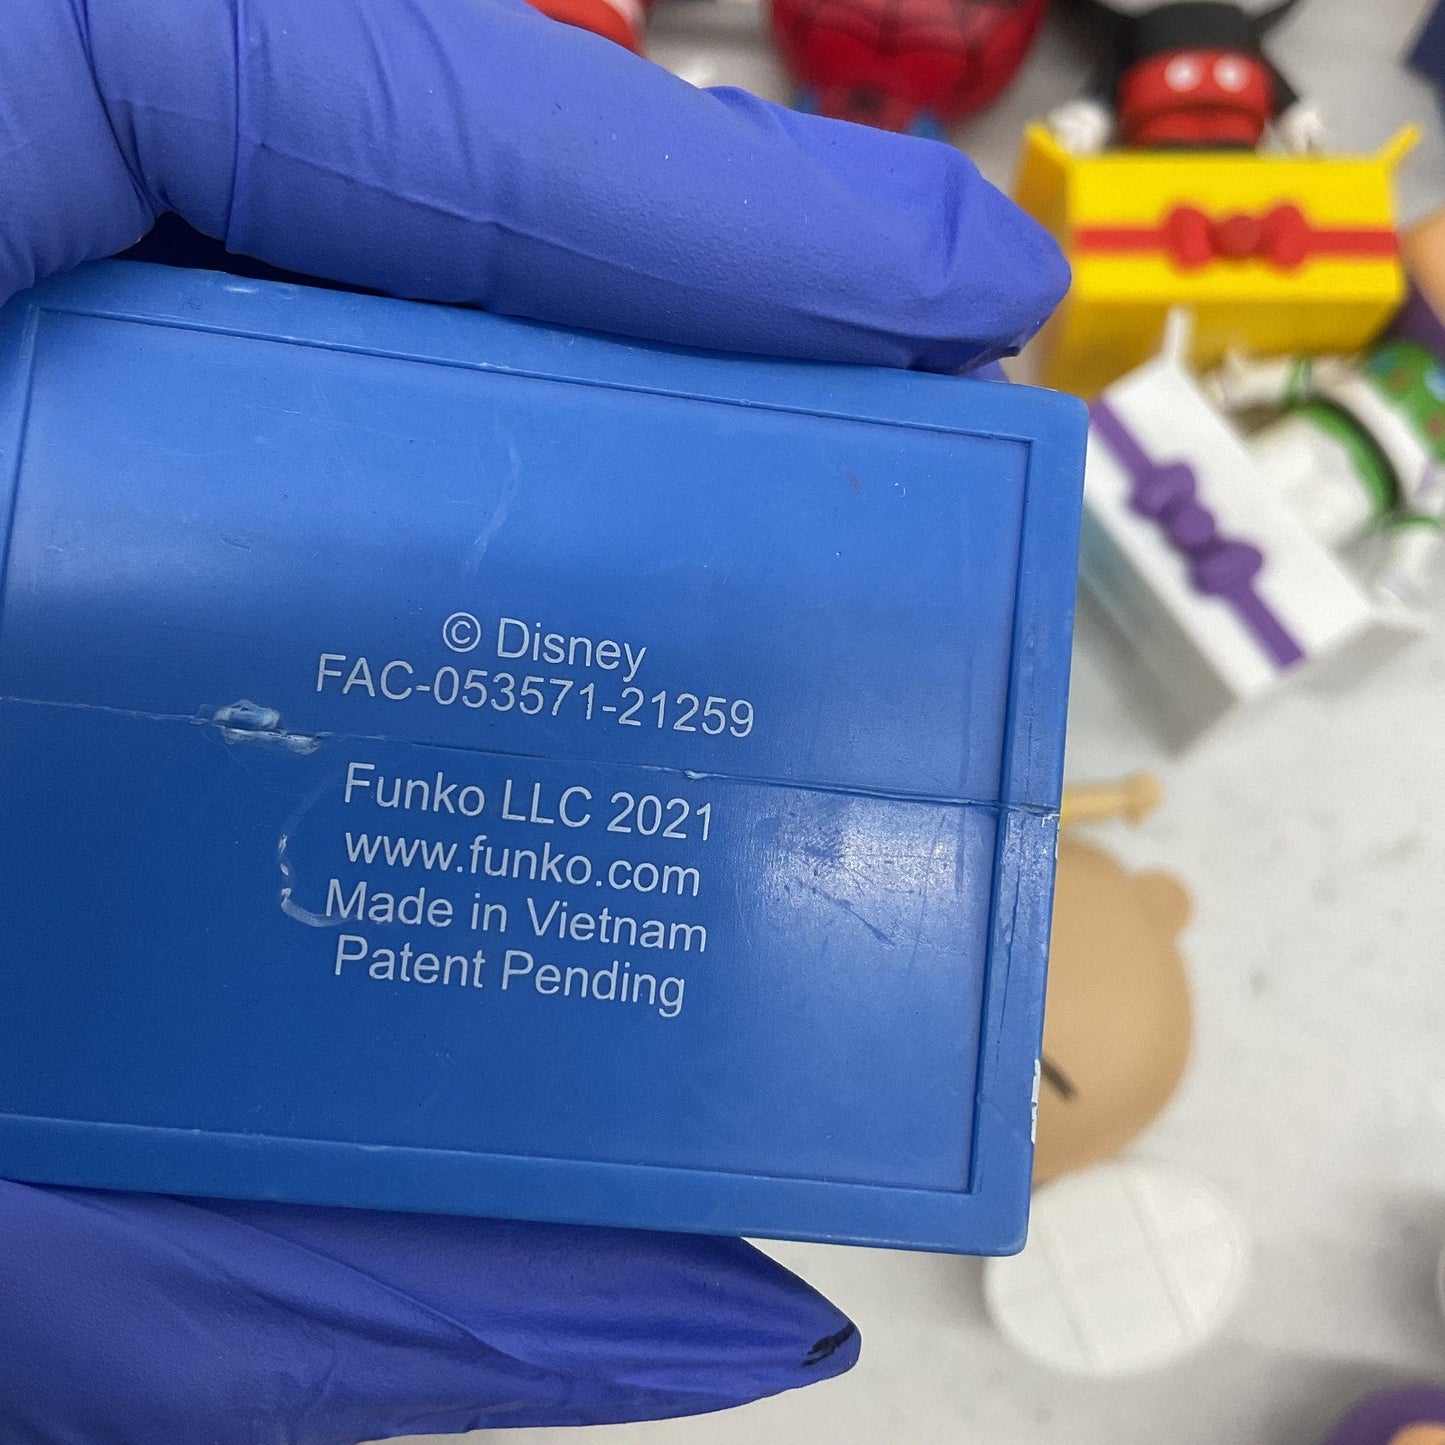 © Disney
FAC-053571-21259
Funko LLC 2021
www.funko.com
Made in Vietnam
Patent Pending